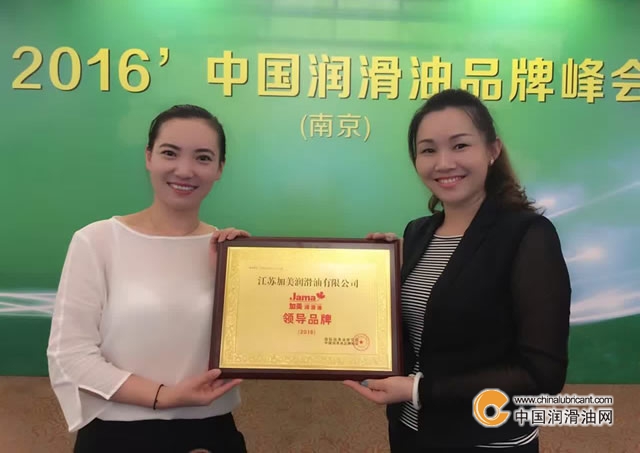 2016' 中国润滑油品牌峰会
(南京)
江苏加美润滑油有限公司
Jama
加美 润滑油
领导品牌
(2016)
www.chinalubricant.com
中国润滑油网